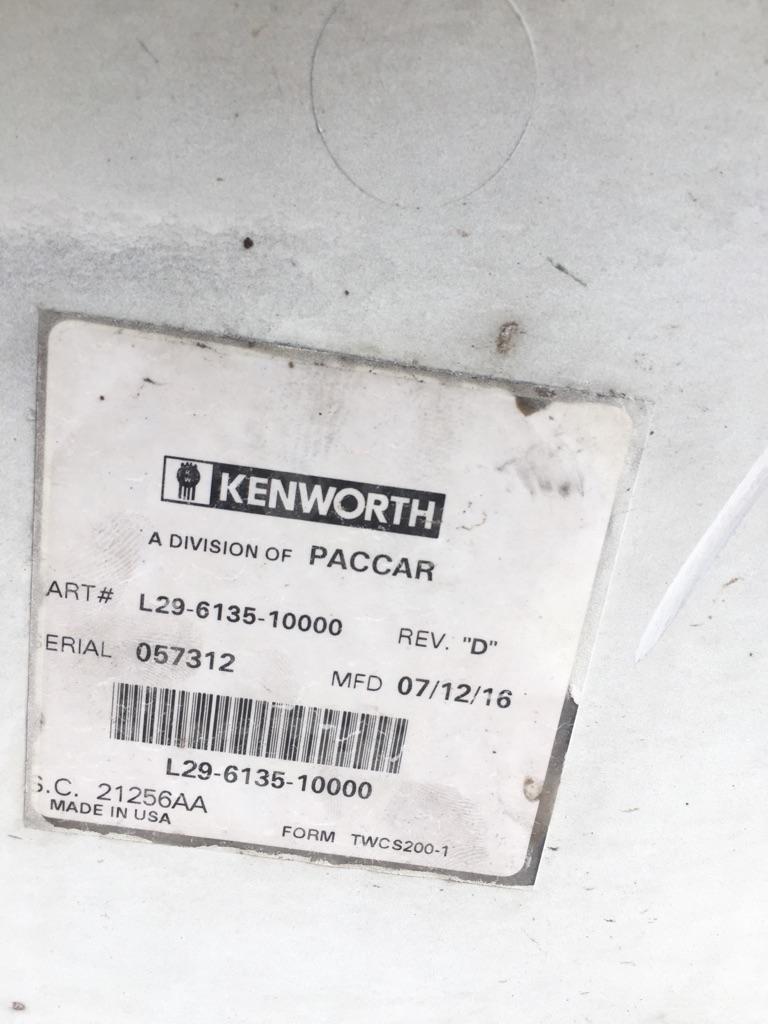 KENWORTH
A DIVISION OF PACCAR
ART# L29-6135-10000 REV. "D"
ERIAL 057312 MFD 07/12/16
L29-6135-10000
S.C. 21256AA
MADE IN USA
FORM TWCS200-1